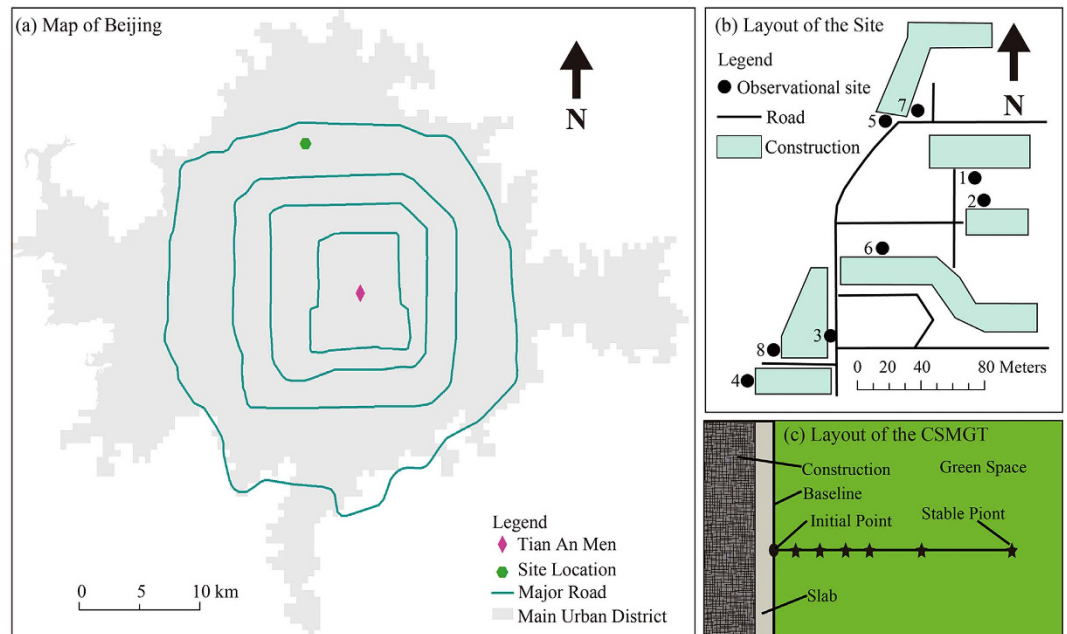 (a) Map of Beijing
N
Legend
Tian An Men
Site Location
Major Road
Main Urban District
0 5 10 km
(b) Layout of the Site
Legend
Observational site
Road
Construction
N
7
5
1
2
6
3
8
4
0 20 40 80 Meters
(c) Layout of the CSMGT
Construction
Green Space
Baseline
Initial Point
Stable Piont
Slab